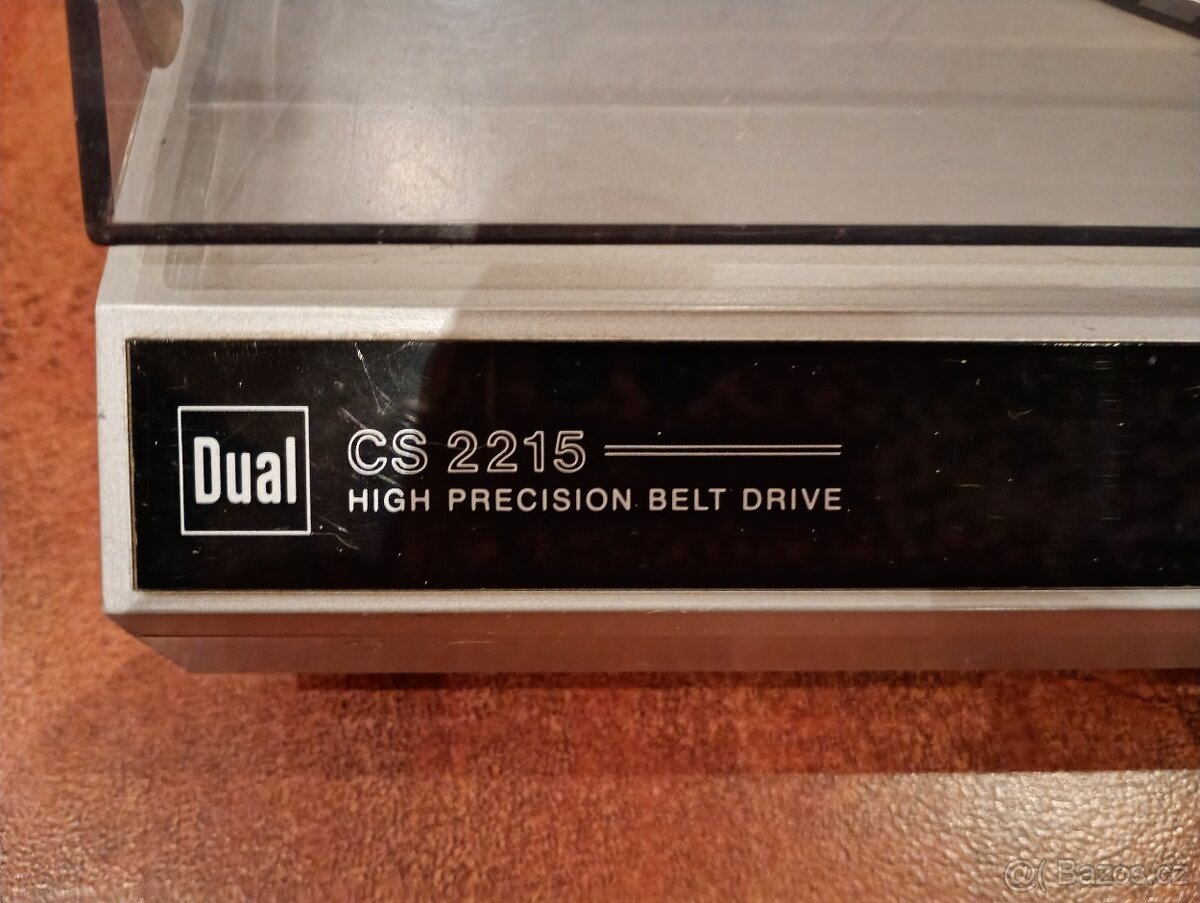 Dual
CS 2215
HIGH PRECISION BELT DRIVE
@( Bazos.cz